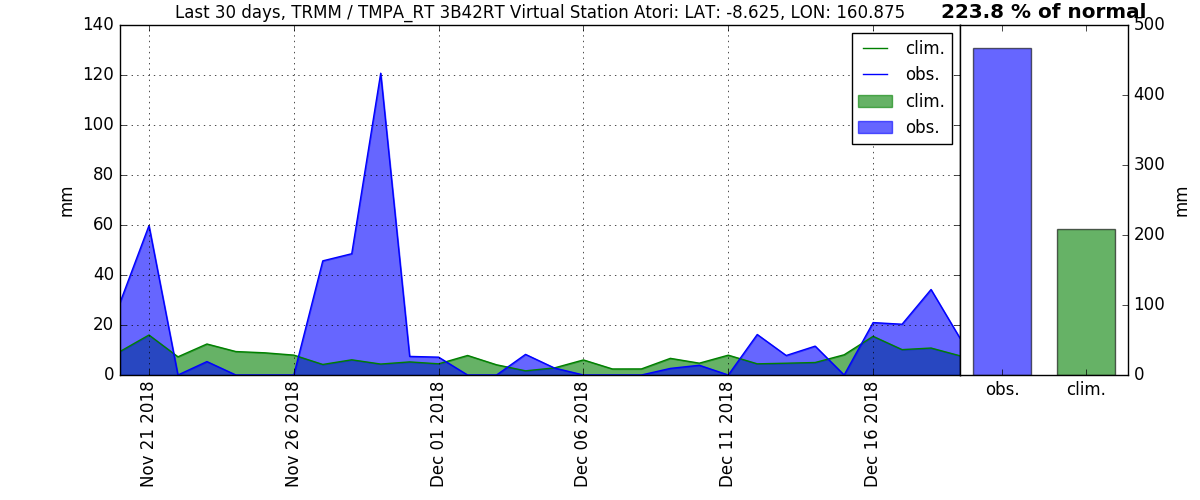 Last 30 days, TRMM / TMPA_RT 3B42RT Virtual Station Atori: LAT: -8.625, LON: 160.875
223.8 % of normal
140
120
100
80
60
40
20
0
mm
clim.
obs.
clim.
obs.
Nov 21 2018
Nov 26 2018
Dec 01 2018
Dec 06 2018
Dec 11 2018
Dec 16 2018
500
400
300
200
100
0
mm
obs.
clim.